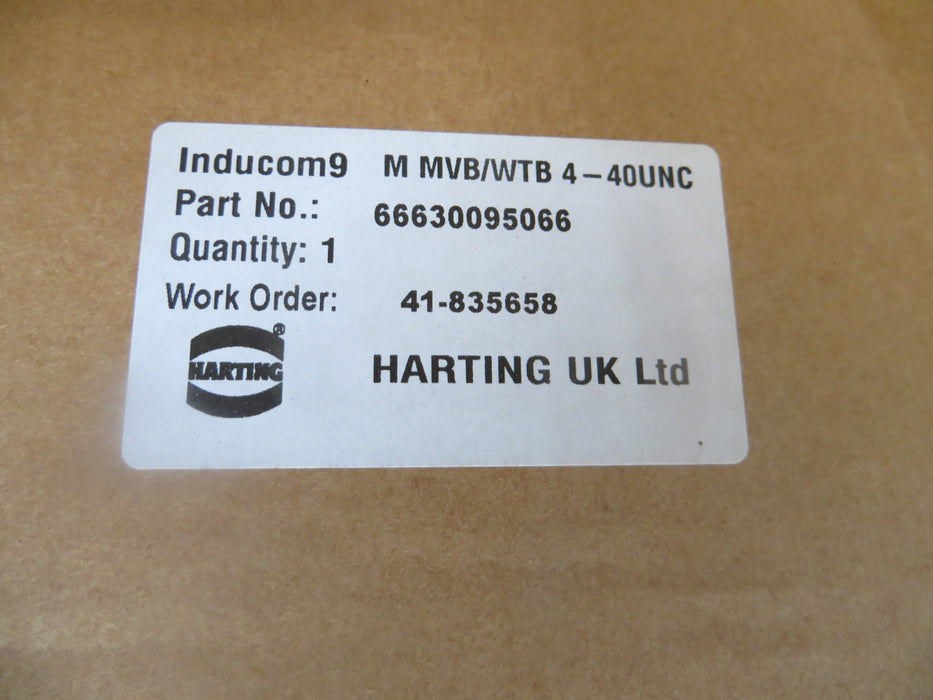 Inducom9 M MVB/WTB 4-40UNC
Part No.: 66630095066
Quantity: 1
Work Order: 41-835658
HARTING®
HARTING UK Ltd